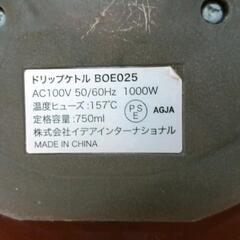 ドリップケトル BOE025
AC100V 50/60Hz 1000W
温度ヒューズ:157℃
定格容量:750ml
株式会社イデアインターナショナル
MADE IN CHINA
PSE
AGJA